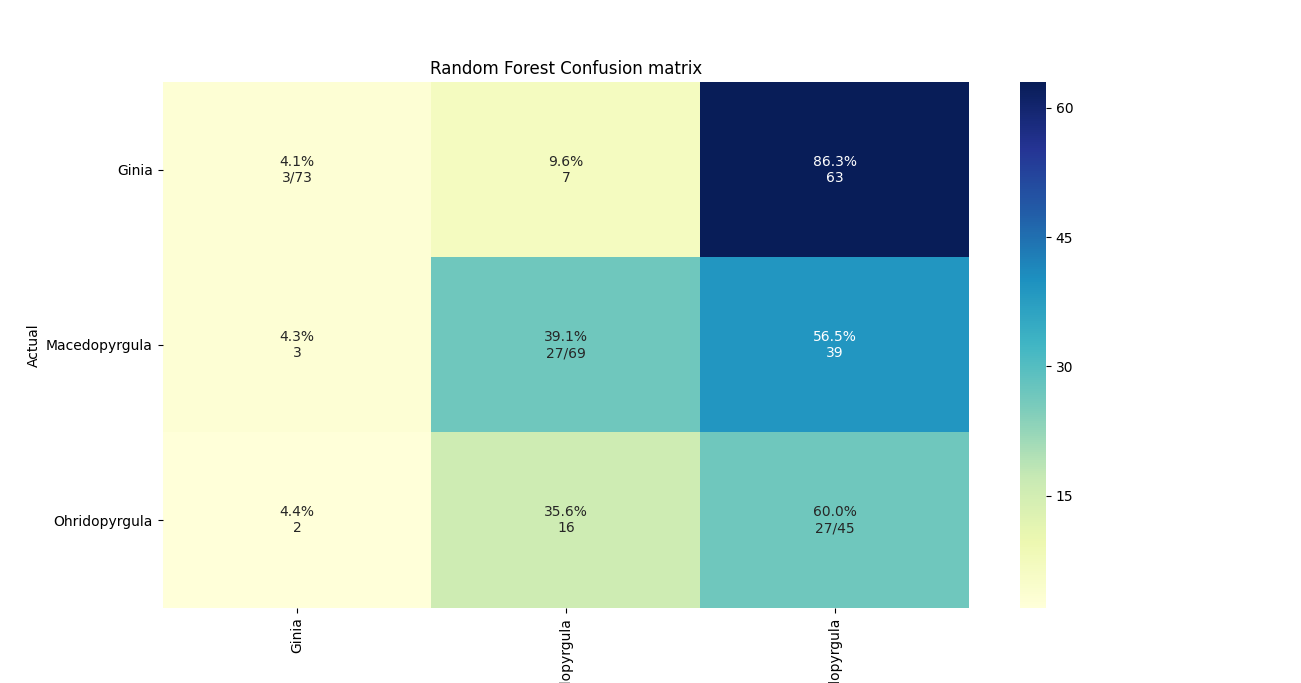 Random Forest Confusion matrix
Actual
Ginia
4.1%
3/73
9.6%
7
86.3%
63
Macedopyrgula
4.3%
3
39.1%
27/69
56.5%
39
Ohridopyrgula
4.4%
2
35.6%
16
60.0%
27/45
Ginia
dopyrgula
dopyrgula
60
45
30
15